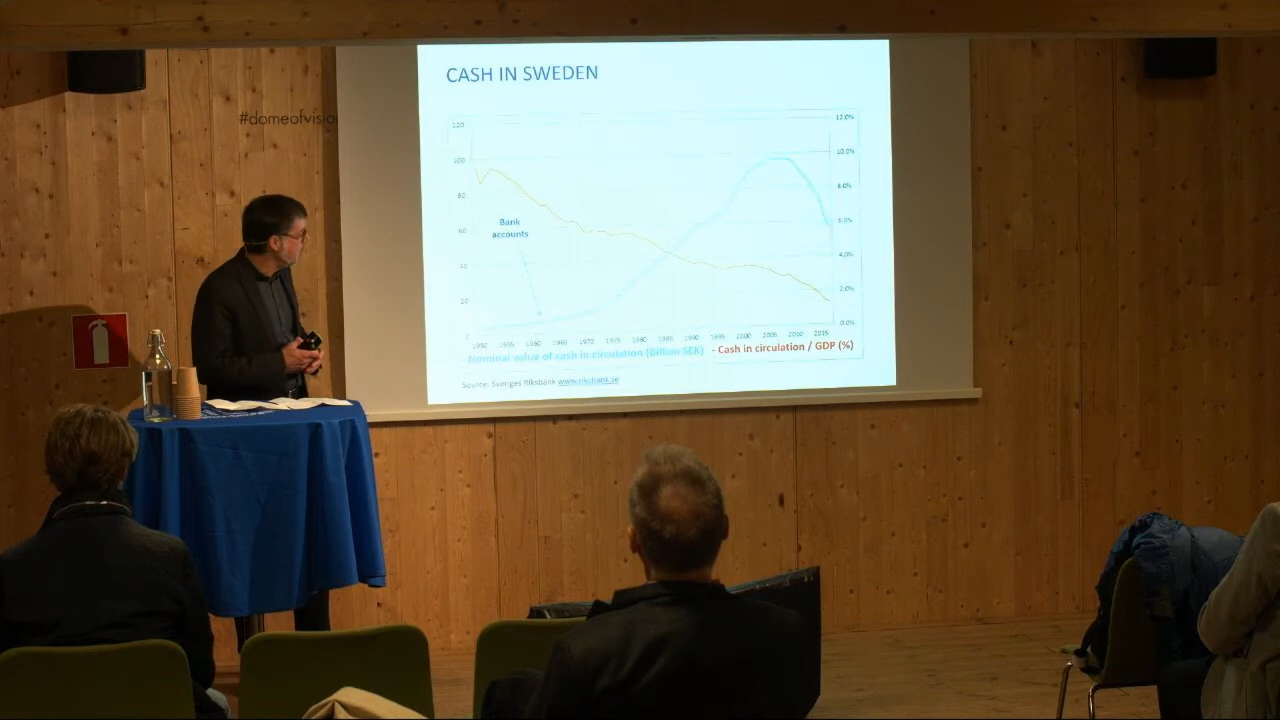 CASH IN SWEDEN
#domeofvisio
120
100
80
60
40
20
0
12.0%
10.0%
8.0%
6.0%
4.0%
2.0%
0.0%
Bank
accounts
1950 1955 1960 1965 1970 1975 1980 1985 1990 1995 2000 2005 2010 2015
- Nominal value of cash in circulation (Billion SEK) - Cash in circulation / GDP (%)
Source: Sveriges Riksbank www.riksbank.se